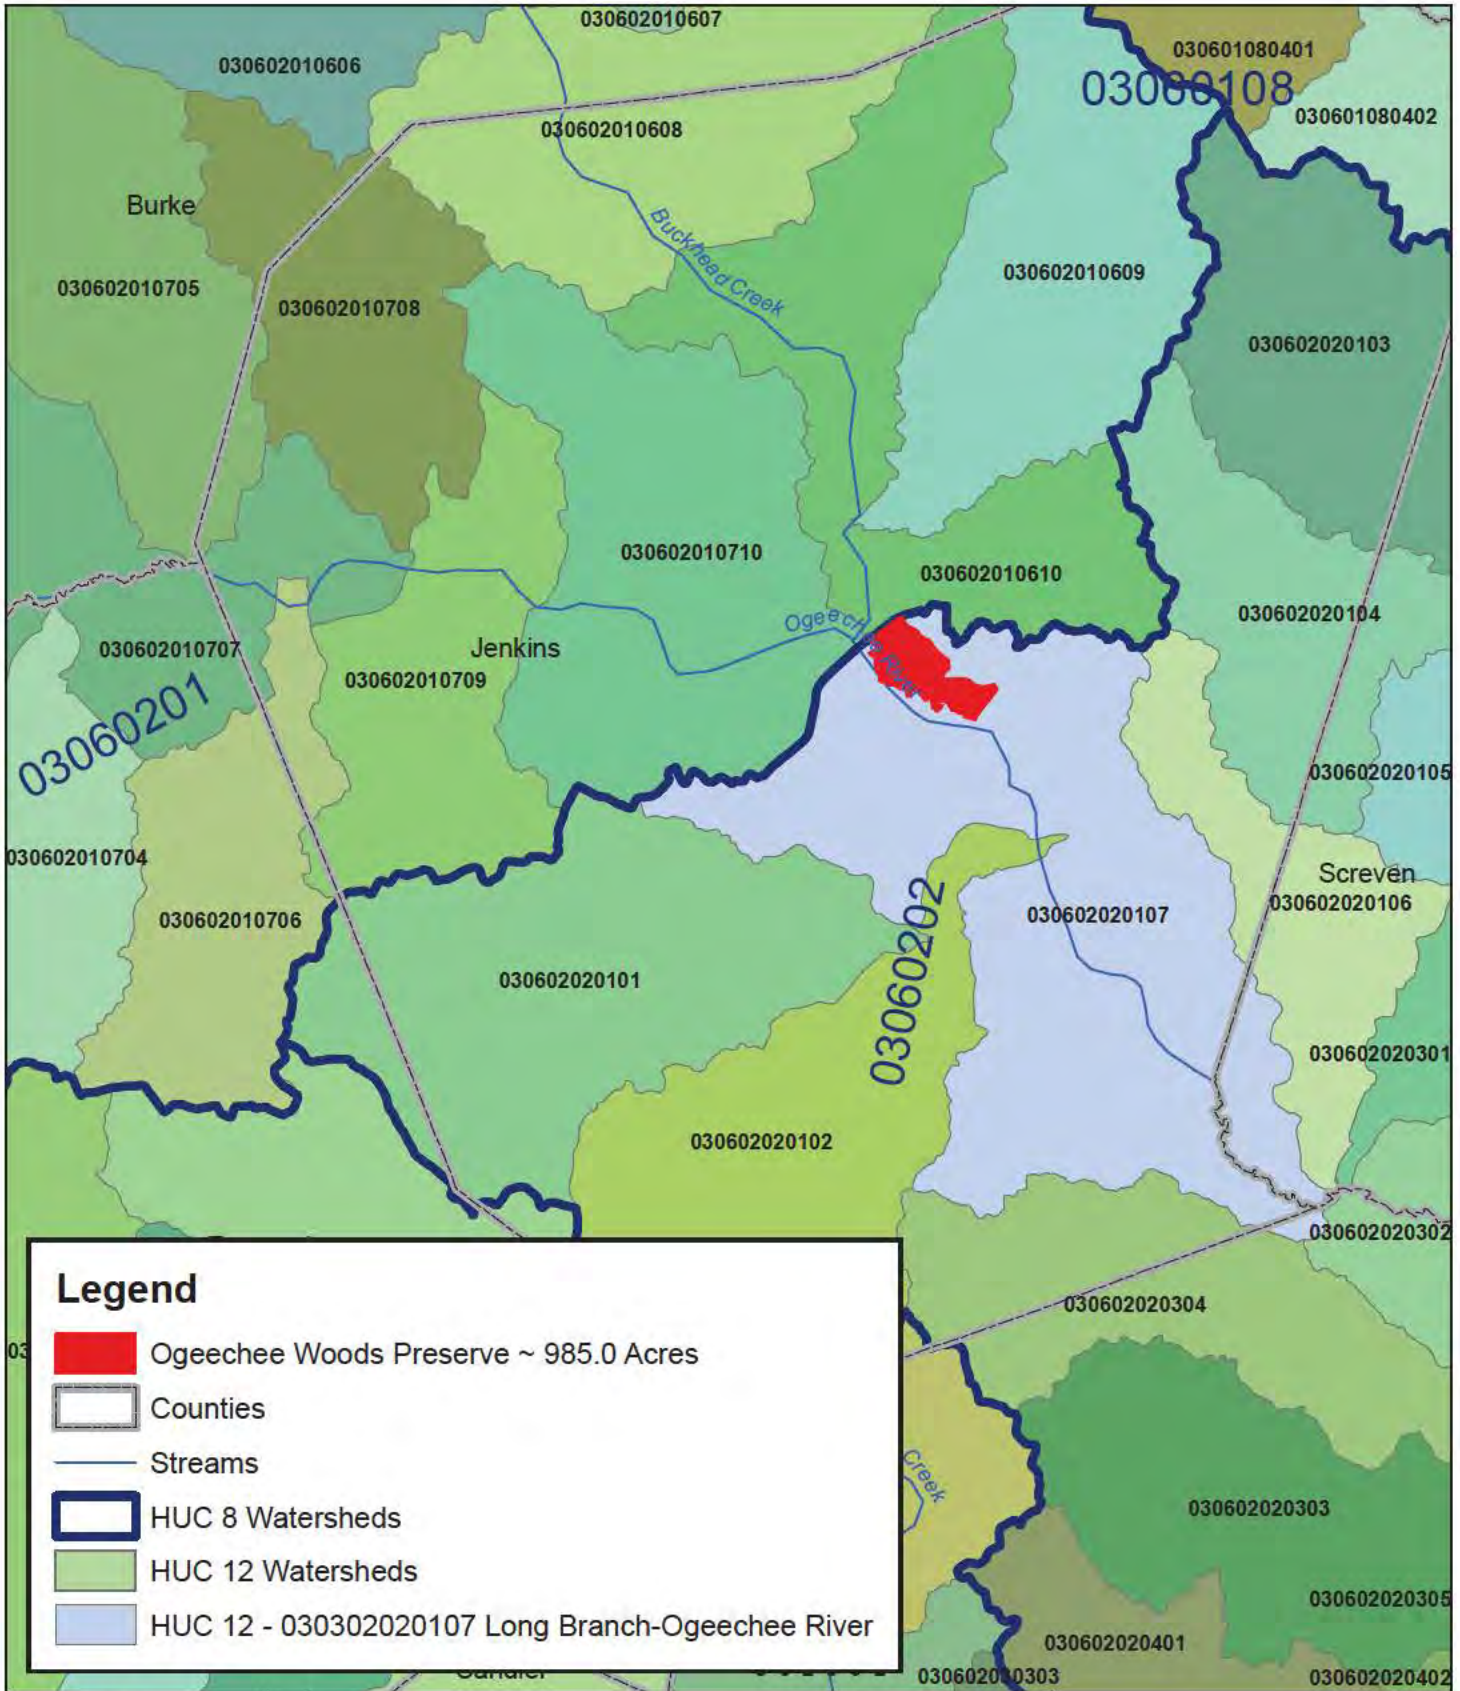 030602010607
030602010606
030601080401
03060108
030601080402
030602010608
Burke
Buckhead Creek
030602010609
030602010705
030602010708
030602020103
030602010710
030602010610
030602020104
Ogeechee River
Jenkins
030602010707
030602010709
03060201
030602020105
030602010704
Screven
030602020106
030602020107
030602010706
03060202
030602020101
030602020301
030602020102
030602020302
030602020304
03
Legend
Ogeechee Woods Preserve ~ 985.0 Acres
Counties
Streams
HUC 8 Watersheds
HUC 12 Watersheds
HUC 12 - 030302020107 Long Branch-Ogeechee River
Creek
030602020303
030602020305
030602020401
030602020402